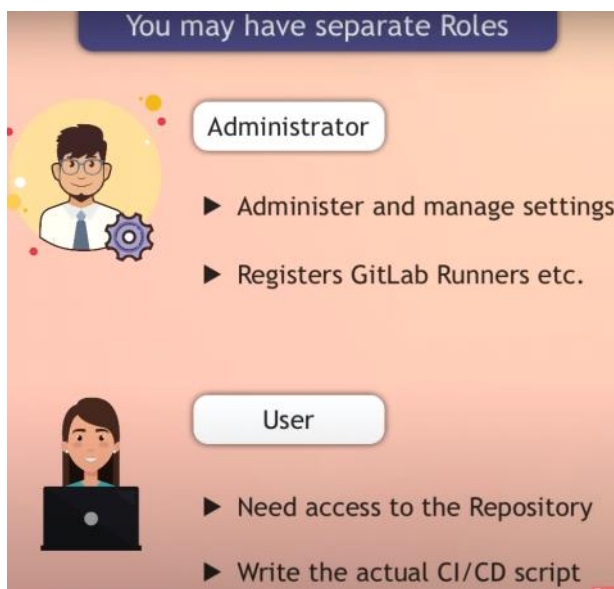 You may have separate Roles
Administrator
▶ Administer and manage settings
▶ Registers GitLab Runners etc.
User
▶ Need access to the Repository
▶ Write the actual CI/CD script